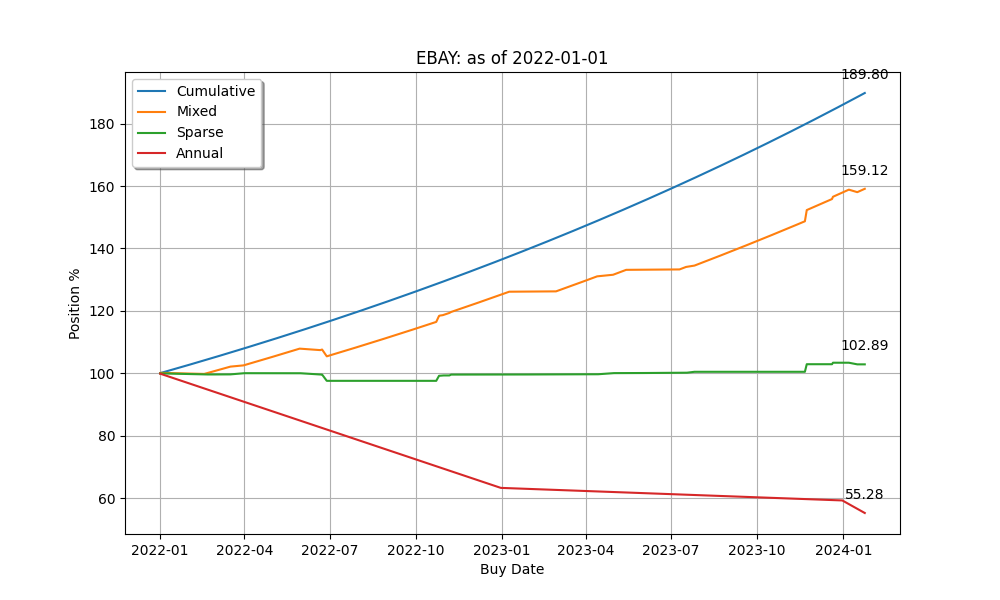 EBAY: as of 2022-01-01
Cumulative
Mixed
Sparse
Annual
189.80
159.12
102.89
55.28
Position %
180
160
140
120
100
80
60
2022-01 2022-04 2022-07 2022-10 2023-01 2023-04 2023-07 2023-10 2024-01
Buy Date